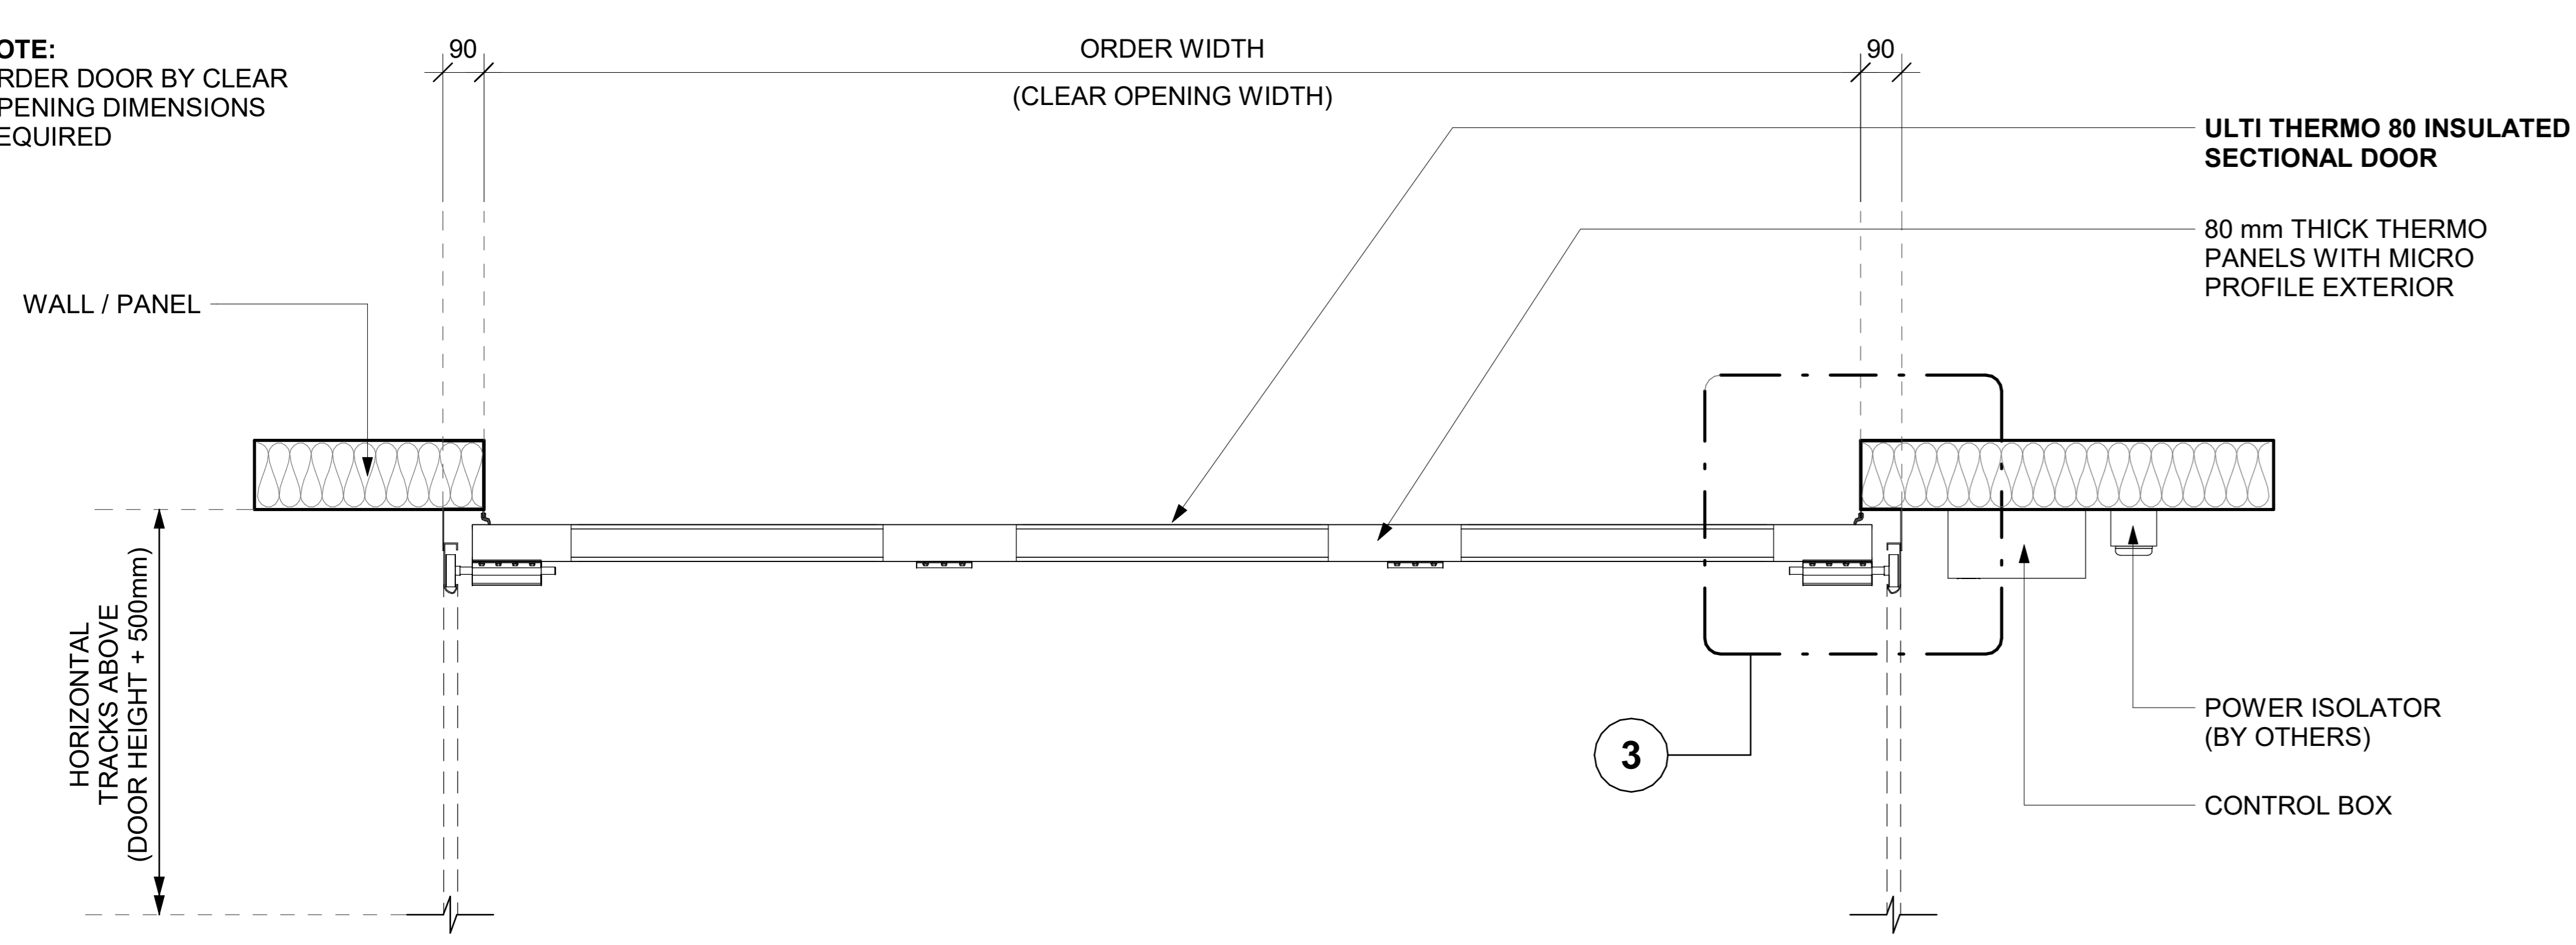 OTE:
RDER DOOR BY CLEAR
PENING DIMENSIONS
EQUIRED
90
ORDER WIDTH
(CLEAR OPENING WIDTH)
90
ULTI THERMO 80 INSULATED
SECTIONAL DOOR
80 mm THICK THERMO
PANELS WITH MICRO
PROFILE EXTERIOR
WALL / PANEL
HORIZONTAL
TRACKS ABOVE
(DOOR HEIGHT + 500mm)
3
POWER ISOLATOR
(BY OTHERS)
CONTROL BOX